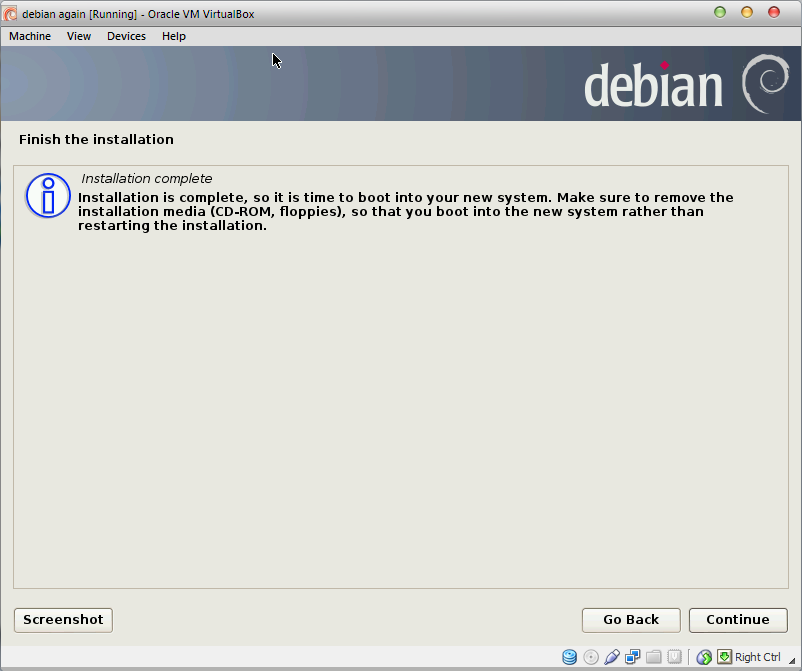 debian again [Running] - Oracle VM VirtualBox
Machine View Devices Help
debian
Finish the installation
Installation complete
Installation is complete, so it is time to boot into your new system. Make sure to remove the
installation media (CD-ROM, floppies), so that you boot into the new system rather than
restarting the installation.
Screenshot Go Back Continue
Right Ctrl